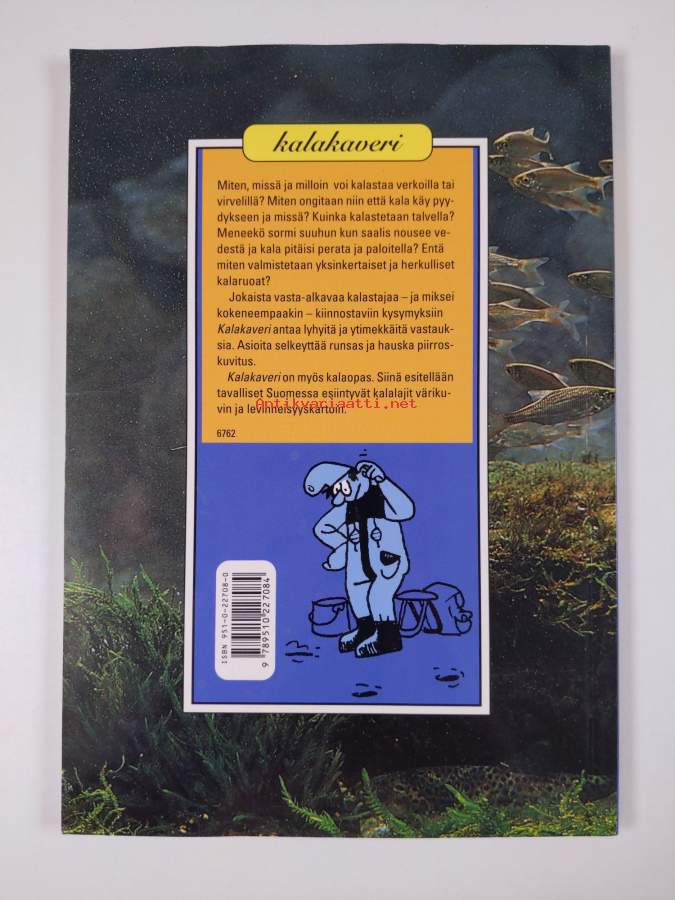 kalakaveri
Miten, missä ja milloin voi kalastaa verkoilla tai
virvelillä? Miten ongitaan niin että kala käy pyy-
dykseen ja missä? Kuinka kalastetaan talvella?
Meneekö sormi suuhun kun saalis nousee ve-
destä ja kala pitäisi perata ja paloitella? Entä
miten valmistetaan yksinkertaiset ja herkulliset
kalaruoat?
Jokaista vasta-alkavaa kalastajaa – ja miksei
kokeneempaakin – kiinnostaviin kysymyksiin
Kalakaveri antaa lyhyitä ja ytimekkäitä vastauk-
sia. Asioita selkeyttää runsas ja hauska piirros-
kuvitus.
Kalakaveri on myös kalaopas. Siinä esitellään
tavalliset Suomessa esiintyvät kalalajit väriku-
Antikvariaatti.net
vin ja levinneisyyskartoin.
6762
ISBN 951-0-22708-0
9 789510 227084